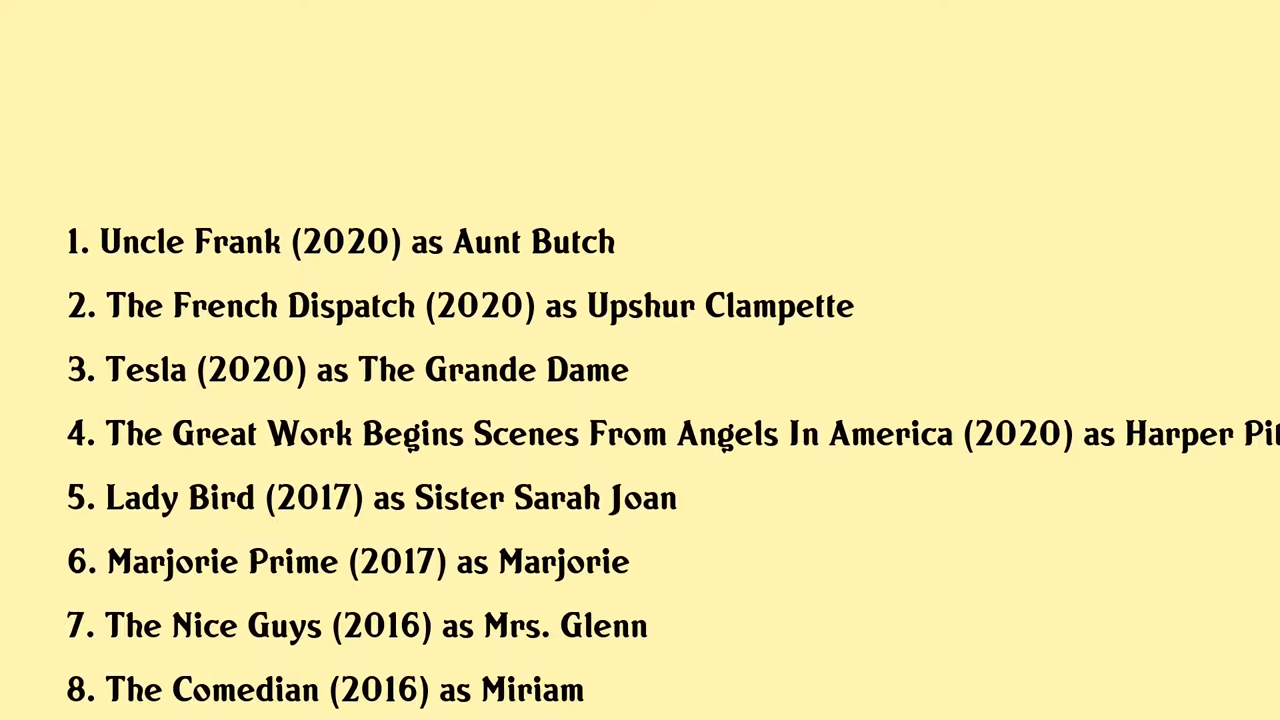 1. Uncle Frank (2020) as Aunt Butch
2. The French Dispatch (2020) as Upshur Clampette
3. Tesla (2020) as The Grande Dame
4. The Great Work Begins Scenes From Angels In America (2020) as Harper
5. Lady Bird (2017) as Sister Sarah Joan
6. Marjorie Prime (2017) as Marjorie
7. The Nice Guys (2016) as Mrs. Glenn
8. The Comedian (2016) as Miriam